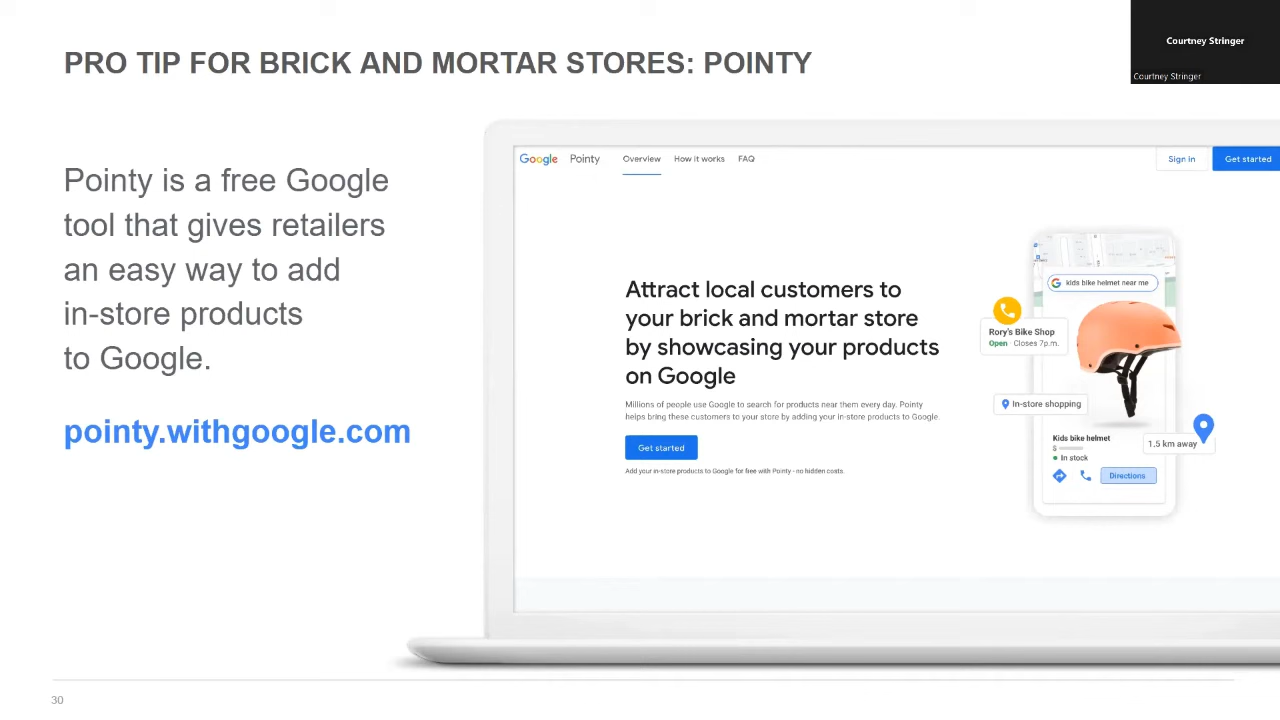 PRO TIP FOR BRICK AND MORTAR STORES: POINTY
Courtney Stringer
Courtney Stringer
Pointy is a free Google
tool that gives retailers
an easy way to add
in-store products
to Google.
pointy.withgoogle.com
Google Pointy Overview How it works FAQ Sign in Get started
Attract local customers to
your brick and mortar store
by showcasing your products
on Google
Millions of people use Google to search for products near them every day. Pointy
helps bring these customers to your store by adding your in-store products to Google.
Get started
Add your in-store products to Google for free with Pointy - no hidden costs.
G kids bike helmet near me
Rory's Bike Shop
Open · Closes 7p.m.
In-store shopping
1.5 km away
Kids bike helmet
$
In stock
Directions
30